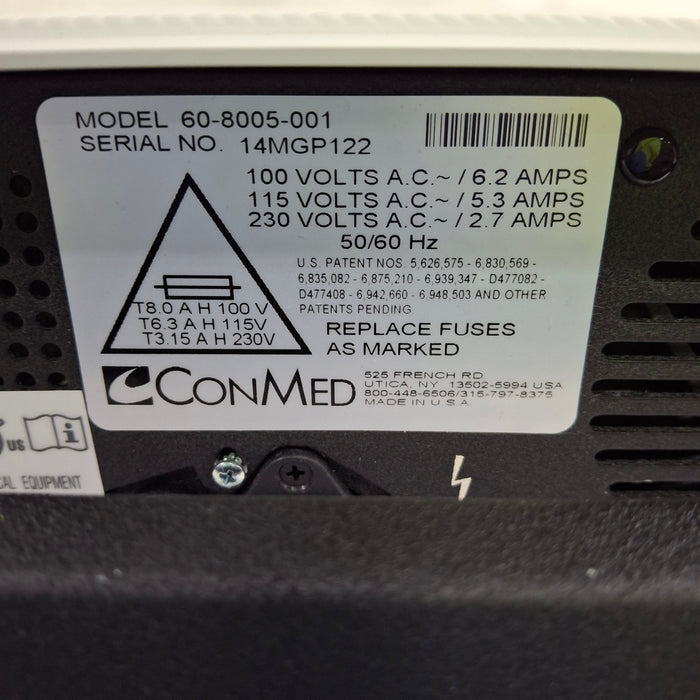 MODEL 60-8005-001
SERIAL NO. 14MGP122
100 VOLTS A.C.~ / 6.2 AMPS
115 VOLTS A.C.~ / 5.3 AMPS
230 VOLTS A.C.~ / 2.7 AMPS
50/60 Hz
U.S. PATENT NOS. 5,626,575 - 6,830,569 -
6,835,082 - 6,875,210 - 6,939,347 - D477082 -
D477408 - 6,942,660 - 6,948,503 AND OTHER
PATENTS PENDING
T8.0 A H 100 V
T6.3 A H 115V
T3.15 A H 230V
REPLACE FUSES
AS MARKED
CONMED
525 FRENCH RD
UTICA, NY 13502-5994 USA
800-448-6506/315-797-8375
MADE IN U.S.A.
US
i
CAL EQUIPMENT